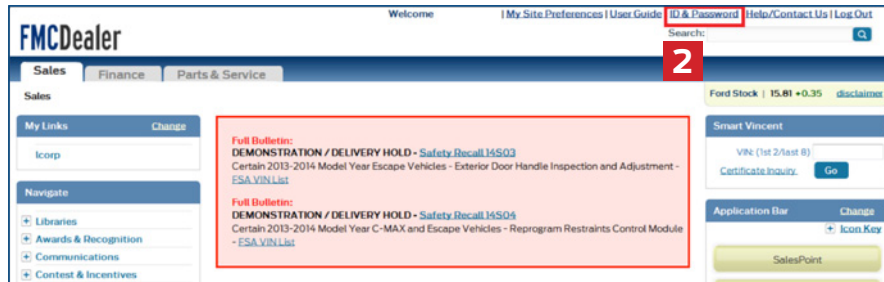 Welcome | My Site Preferences | User Guide ID & Password Help/Contact Us | Log Out
FMCDealer
Search:
2
Sales Finance Parts & Service
Sales
Ford Stock | 15.81 +0.35 disclaimer
My Links Change
Icorp
Navigate
Libraries
Awards & Recognition
Communications
Contest & Incentives
Full Bulletin:
DEMONSTRATION / DELIVERY HOLD - Safety Recall 14S03
Certain 2013-2014 Model Year Escape Vehicles - Exterior Door Handle Inspection and Adjustment -
FSA VIN List
Full Bulletin:
DEMONSTRATION / DELIVERY HOLD - Safety Recall 14S04
Certain 2013-2014 Model Year C-MAX and Escape Vehicles - Reprogram Restraints Control Module
- FSA VIN List
Smart Vincent
VIN: (1st 2/last 8)
Certificate Inquiry Go
Application Bar Change
Icon Key
SalesPoint